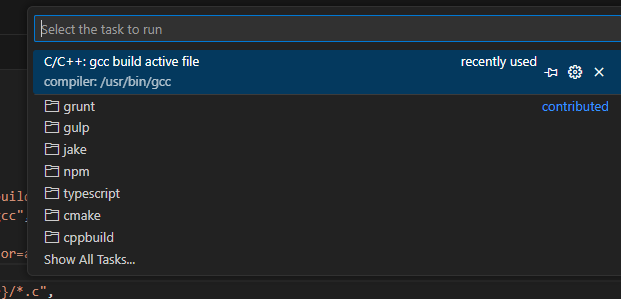 Select the task to run
C/C++: gcc build active file recently used
compiler: /usr/bin/gcc
grunt contributed
gulp
jake
npm
typescript
cmake
cppbuild
Show All Tasks...
uild
gcc"
or=a
}/*.c",